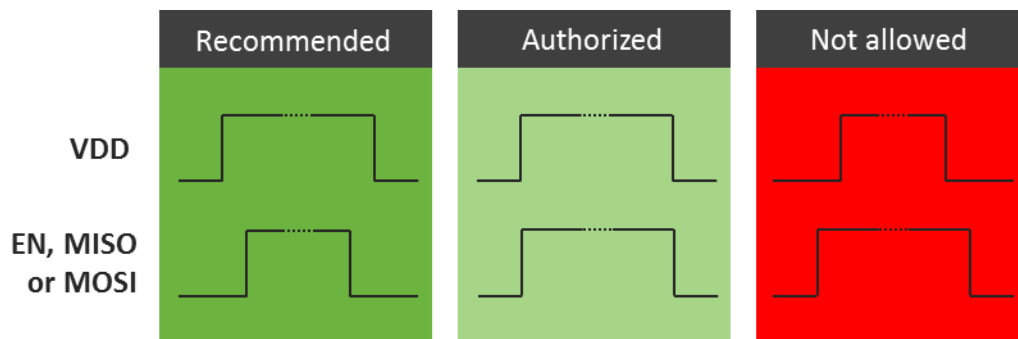 Recommended
Authorized
Not allowed
VDD
EN, MISO
or MOSI